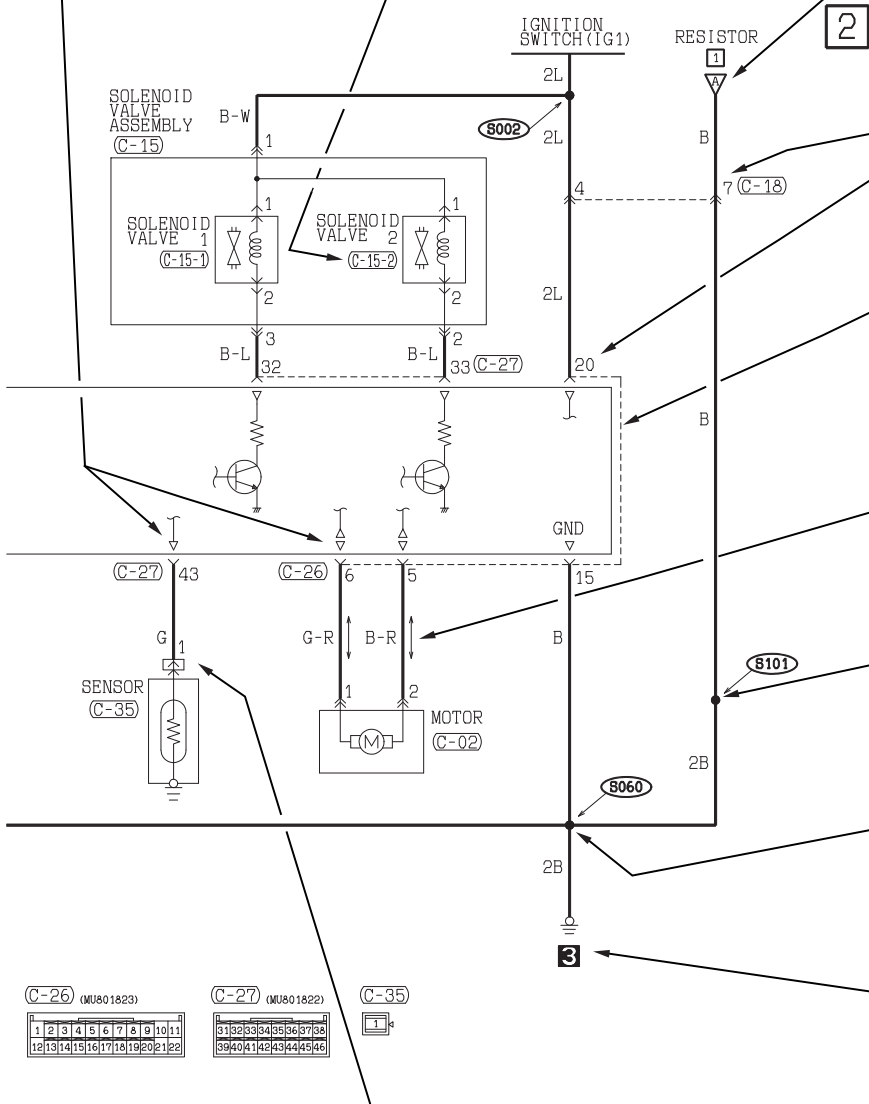 IGNITION
SWITCH(IG1)
RESISTOR
2
1
A
2L
SOLENOID
VALVE
ASSEMBLY
(C-15)
B-W
1
S002
2L
B
4
7 (C-18)
1
1
SOLENOID
VALVE 1
(C-15-1)
SOLENOID
VALVE 2
(C-15-2)
2
2
2L
3
2
B-L
B-L
32
33 (C-27)
20
B
GND
(C-27) 43
(C-26) 6
5
15
G
1
G-R
B-R
B
S101
SENSOR
(C-35)
1
2
MOTOR
(C-02)
M
2B
S060
2B
3
(C-26) (MU801823)
(C-27) (MU801822)
(C-35)
1 2 3 4 5 6 7 8 9 10 11
12 13 14 15 16 17 18 19 20 21 22
31 32 33 34 35 36 37 38
39 40 41 42 43 44 45 46
1